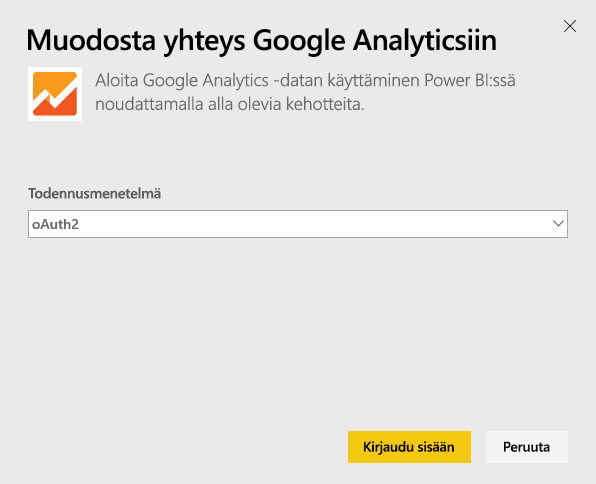 Muodosta yhteys Google Analyticsiin
Aloita Google Analytics -datan käyttäminen Power BI:ssä
noudattamalla alla olevia kehotteita.
Todennusmenetelmä
oAuth2
Kirjaudu sisään
Peruuta